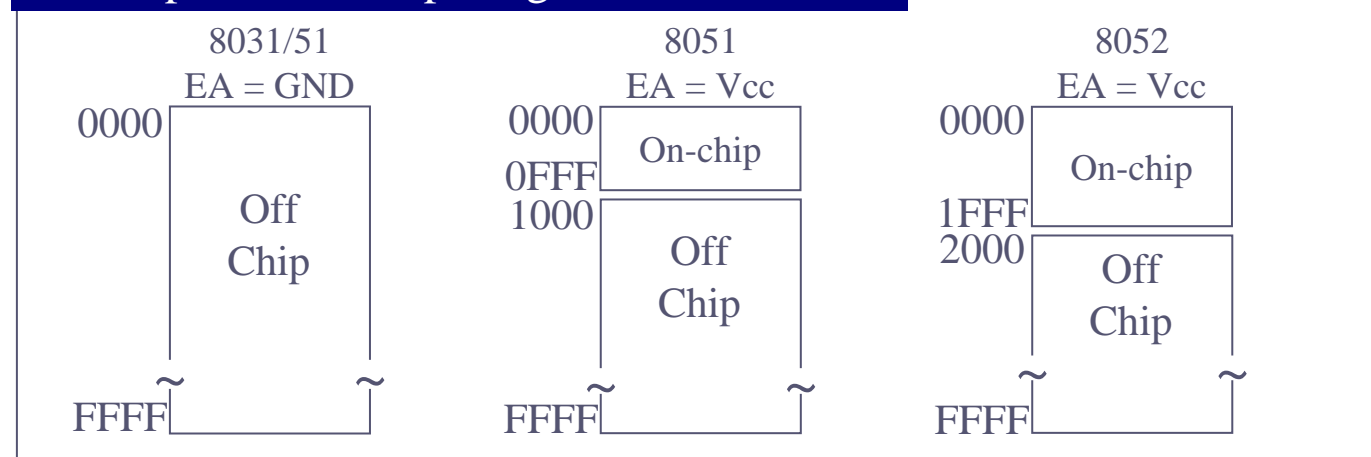 8031/51
EA = GND
0000
Off
Chip
~ ~
FFFF
8051
EA = Vcc
0000
On-chip
0FFF
1000
Off
Chip
~ ~
FFFF
8052
EA = Vcc
0000
On-chip
1FFF
2000
Off
Chip
~ ~
FFFF